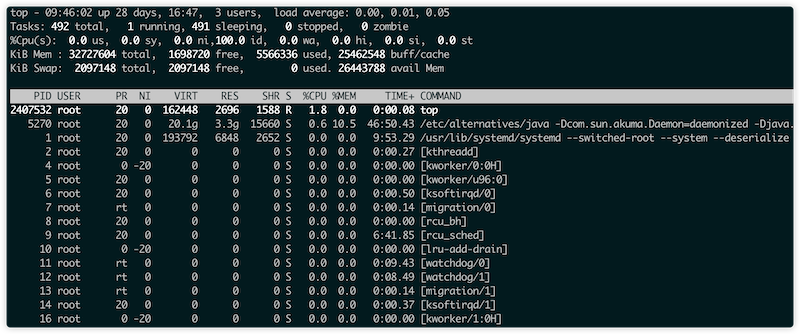 top - 09:46:02 up 28 days, 16:47,  3 users,  load average: 0.00, 0.01, 0.05
Tasks: 492 total,   1 running, 491 sleeping,   0 stopped,   0 zombie
%Cpu(s):  0.0 us,  0.0 sy,  0.0 ni,100.0 id,  0.0 wa,  0.0 hi,  0.0 si,  0.0 st
KiB Mem : 32727604 total,  1698720 free,  5566336 used, 25462548 buff/cache
KiB Swap:  2097148 total,  2097148 free,        0 used. 26443788 avail Mem
PID USER      PR  NI    VIRT    RES    SHR S  %CPU %MEM     TIME+ COMMAND
2407532 root      20   0  162448   2696   1588 R   1.8  0.0   0:00.08 top
5270 root      20   0   20.1g   3.3g  15660 S   0.6 10.5  46:50.43 /etc/alternatives/java -Dcom.sun.akuma.Daemon=daemonized -Djava.
1 root      20   0  193792   6848   2652 S   0.0  0.0   9:53.29 /usr/lib/systemd/systemd --switched-root --system --deserialize
2 root      20   0       0      0      0 S   0.0  0.0   0:00.27 [kthreadd]
4 root       0 -20       0      0      0 S   0.0  0.0   0:00.00 [kworker/0:0H]
5 root      20   0       0      0      0 S   0.0  0.0   0:00.00 [kworker/u96:0]
6 root      20   0       0      0      0 S   0.0  0.0   0:00.50 [ksoftirqd/0]
7 root      rt   0       0      0      0 S   0.0  0.0   0:00.14 [migration/0]
8 root      20   0       0      0      0 S   0.0  0.0   0:00.00 [rcu_bh]
9 root      20   0       0      0      0 S   0.0  0.0   6:41.85 [rcu_sched]
10 root       0 -20       0      0      0 S   0.0  0.0   0:00.00 [lru-add-drain]
11 root      rt   0       0      0      0 S   0.0  0.0   0:09.43 [watchdog/0]
12 root      rt   0       0      0      0 S   0.0  0.0   0:08.49 [watchdog/1]
13 root      rt   0       0      0      0 S   0.0  0.0   0:00.14 [migration/1]
14 root      20   0       0      0      0 S   0.0  0.0   0:00.37 [ksoftirqd/1]
16 root       0 -20       0      0      0 S   0.0  0.0   0:00.00 [kworker/1:0H]